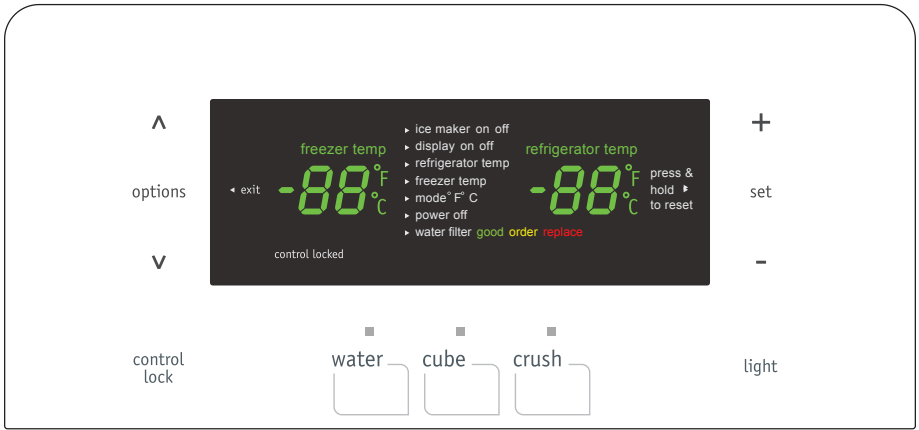 ice maker on off
freezer temp
display on off
refrigerator temp
refrigerator temp
-88°F °C
freezer temp
-88°F °C
press &
hold
to reset
options
exit
mode° F° C
set
power off
water filter good order replace
control locked
+
-
water
cube
crush
control
lock
light